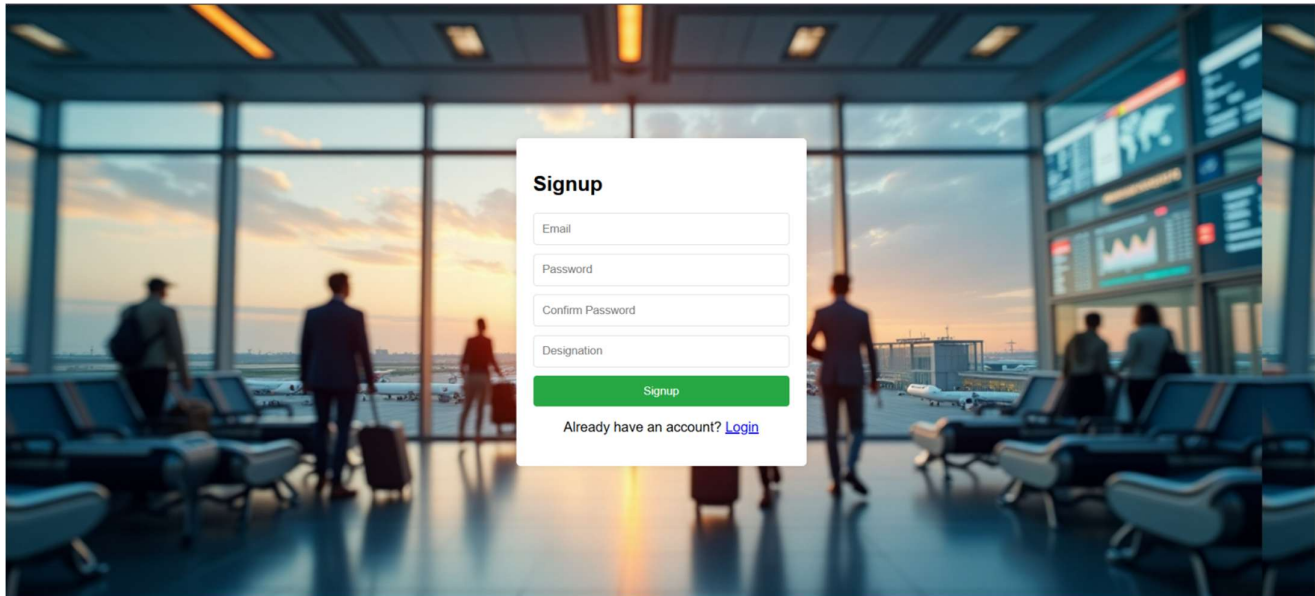 Signup
Email
Password
Confirm Password
Designation
Signup
Already have an account? Login